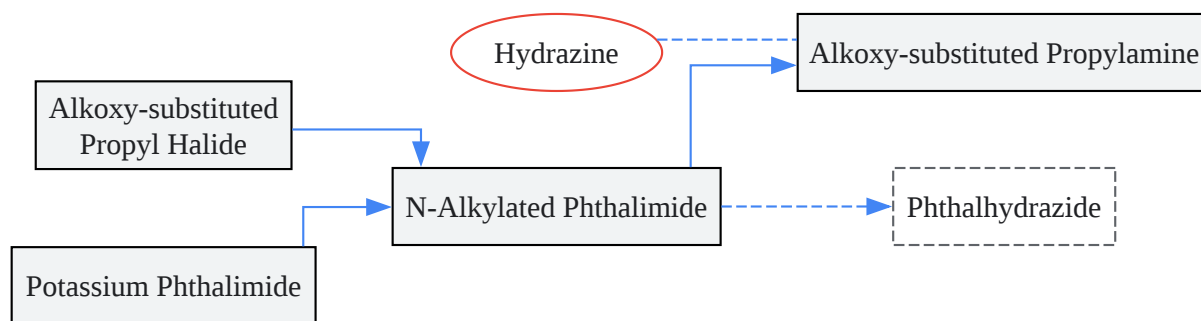 Hydrazine
Alkoxy-substituted Propylamine
Alkoxy-substituted
Propyl Halide
N-Alkylated Phthalimide
Phthalhydrazide
Potassium Phthalimide